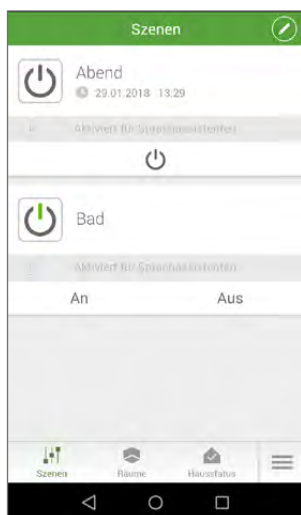 Szenen
Abend
29.01.2018 13.29
Aktiviert für Sprachassistenten
Bad
Aktiviert für Sprachassistenten
An Aus
Szenen Räume Hausstatus